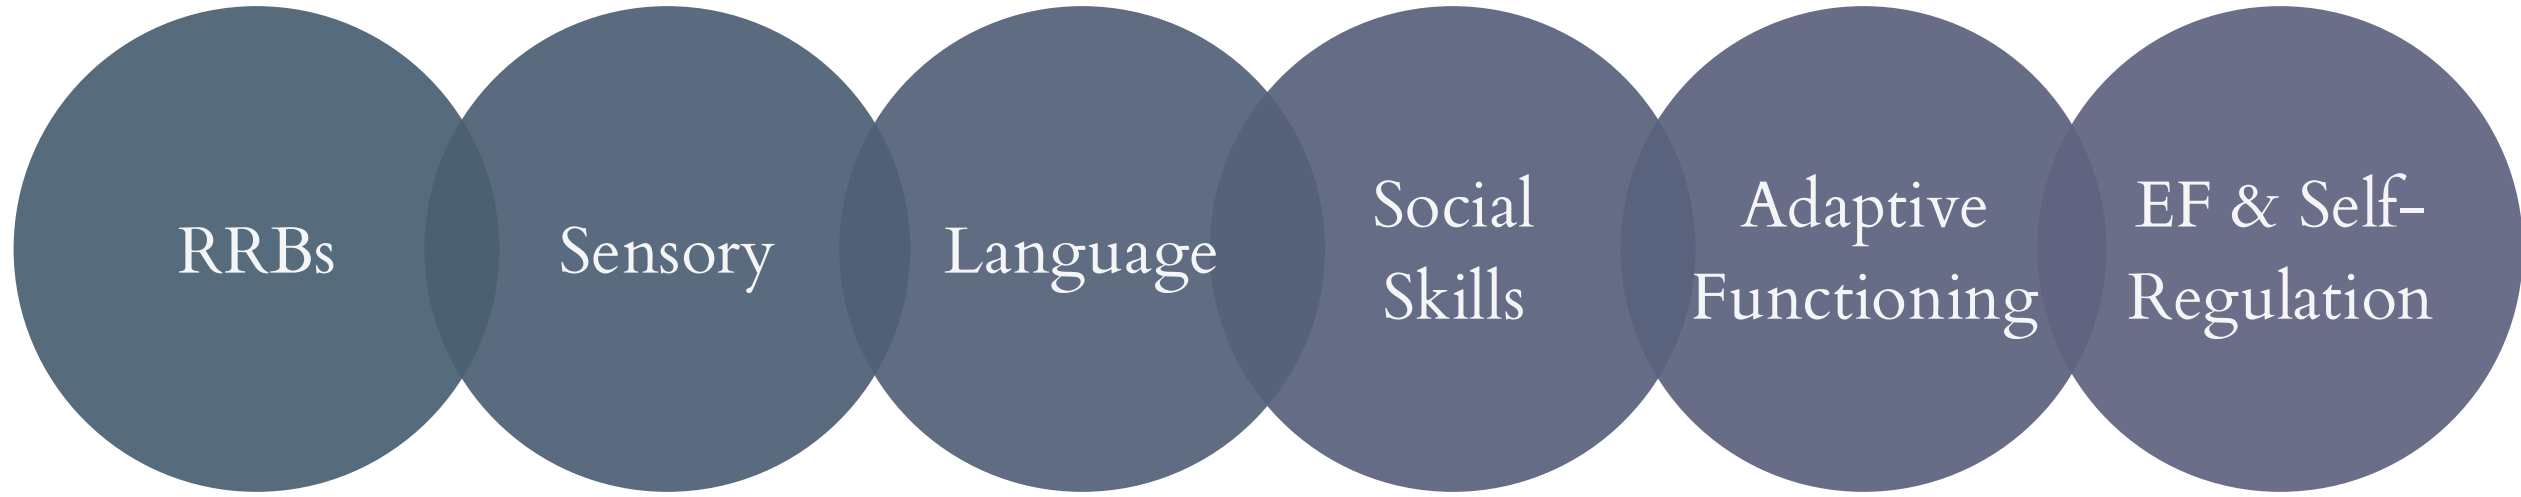 RRBs
Sensory
Language
Social
Skills
Adaptive
Functioning
EF & Self-
Regulation